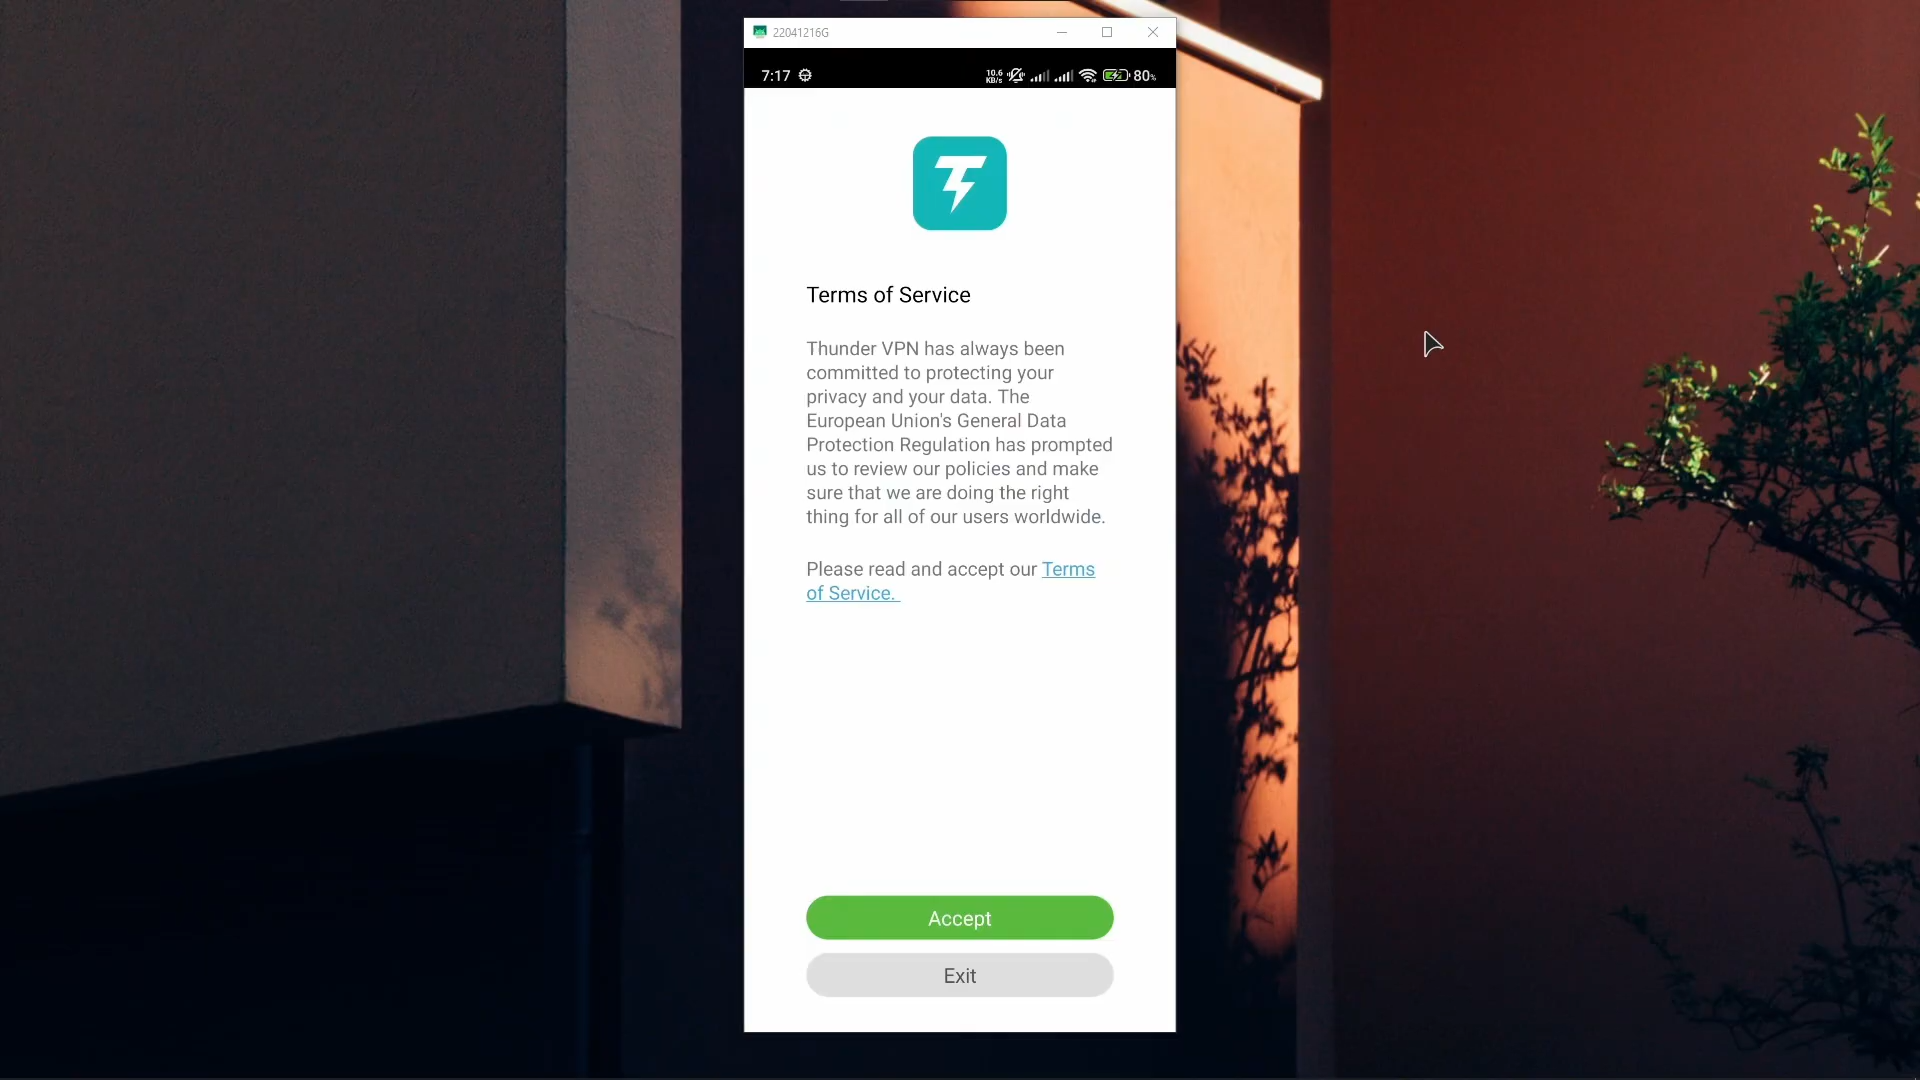 22041216G
7:17
10.6
KB/s
80%
Terms of Service
Thunder VPN has always been
committed to protecting your
privacy and your data. The
European Union's General Data
Protection Regulation has prompted
us to review our policies and make
sure that we are doing the right
thing for all of our users worldwide.
Please read and accept our Terms
of Service.
Accept
Exit